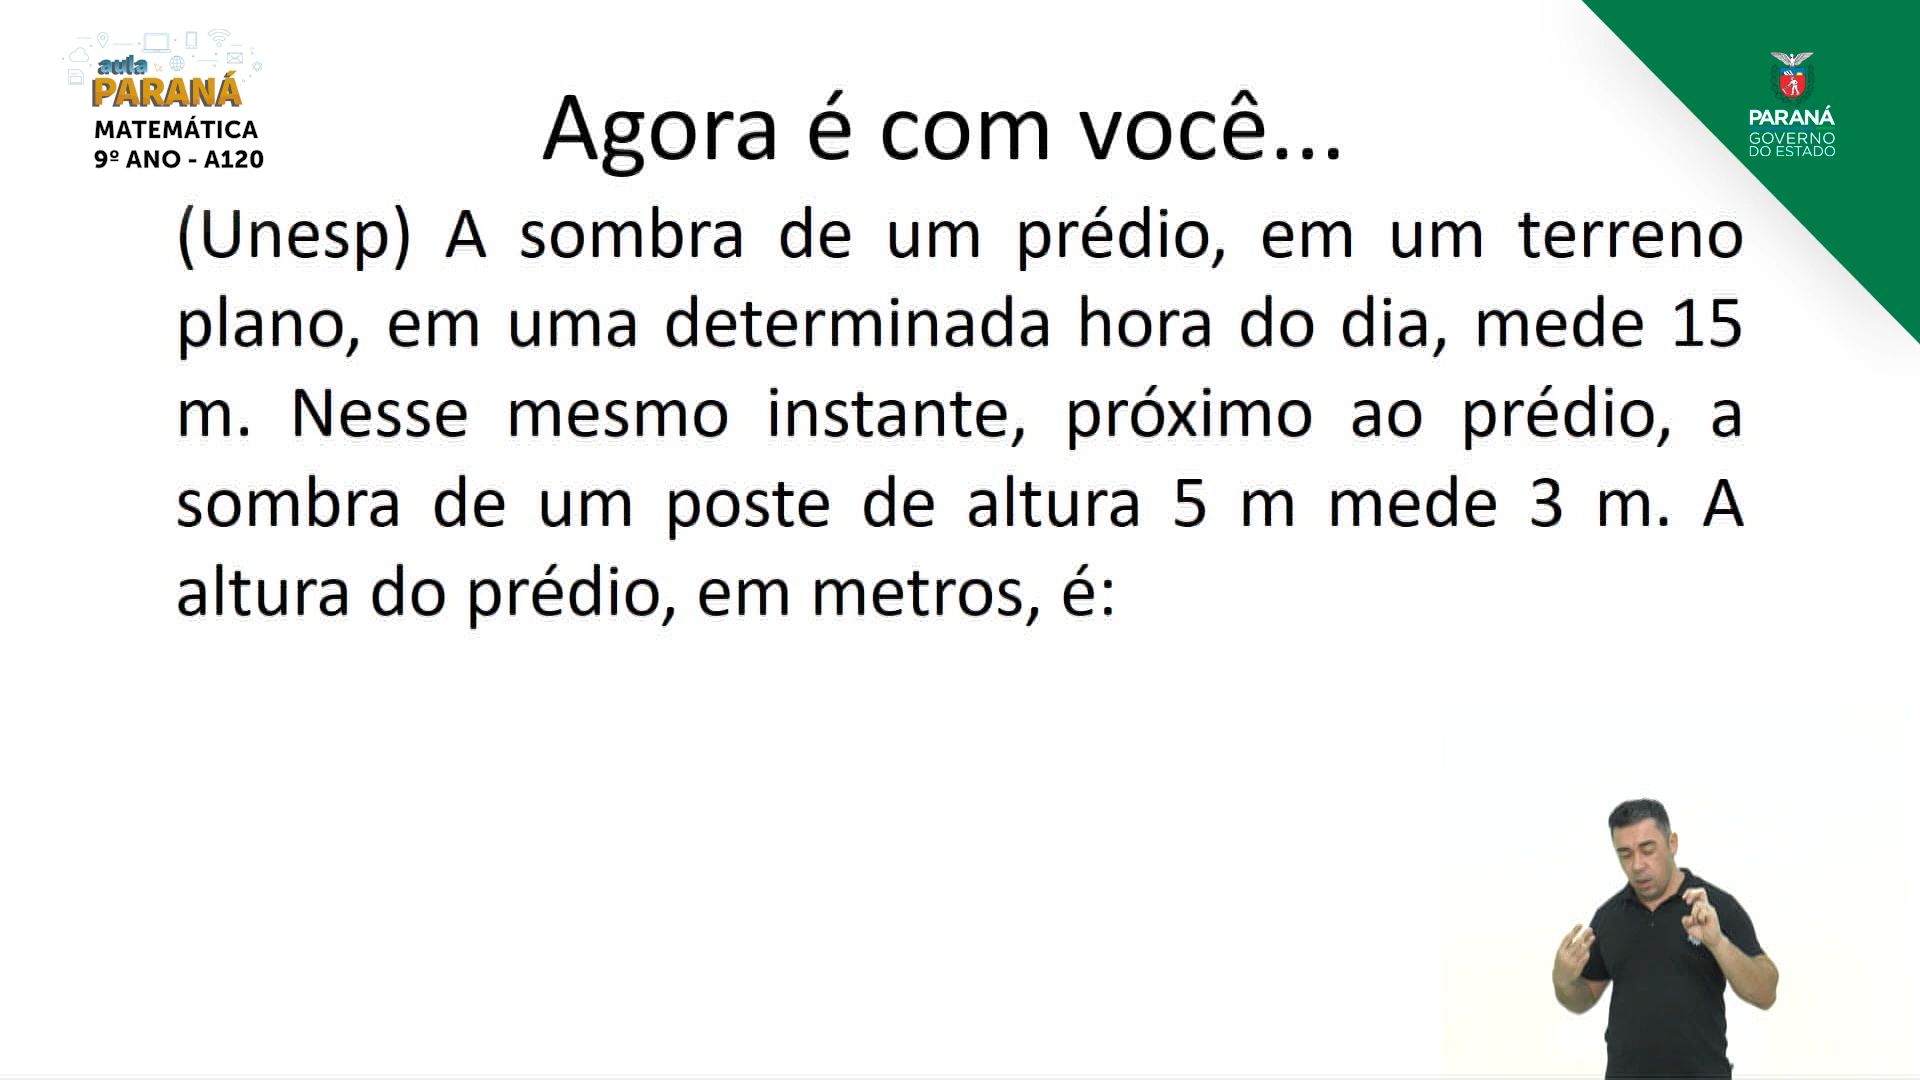 aula
PARANÁ
MATEMÁTICA
9º ANO - A120
PARANÁ
GOVERNO
DO ESTADO
Agora é com você...
(Unesp) A sombra de um prédio, em um terreno
plano, em uma determinada hora do dia, mede 15
m. Nesse mesmo instante, próximo ao prédio, a
sombra de um poste de altura 5 m mede 3 m. A
altura do prédio, em metros, é: